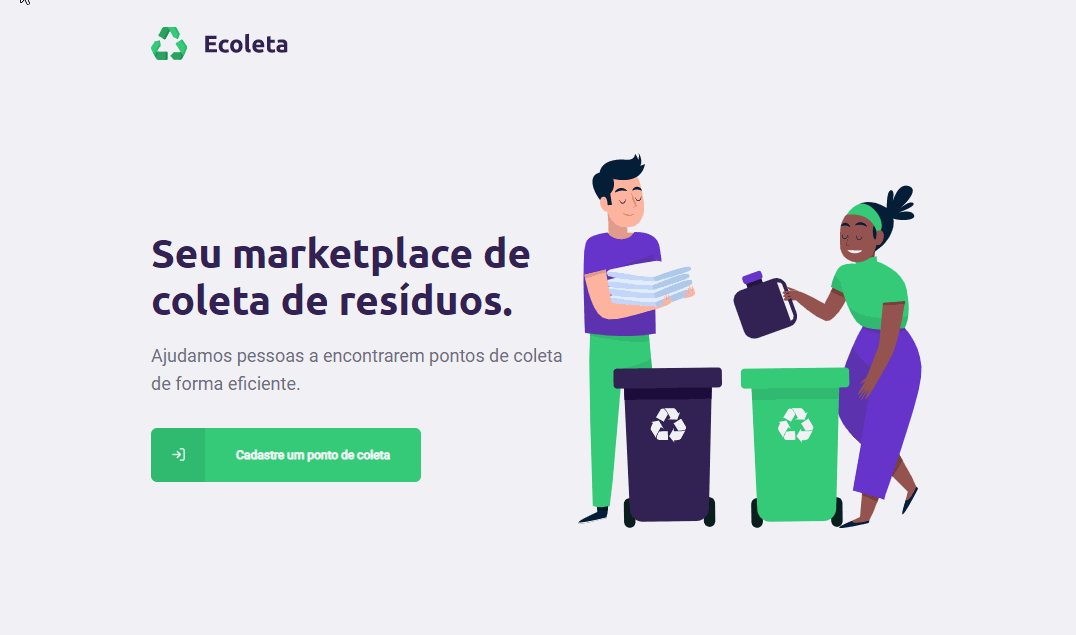 Ecoleta
Seu marketplace de
coleta de resíduos.
Ajudamos pessoas a encontrarem pontos de coleta
de forma eficiente.
Cadastre um ponto de coleta